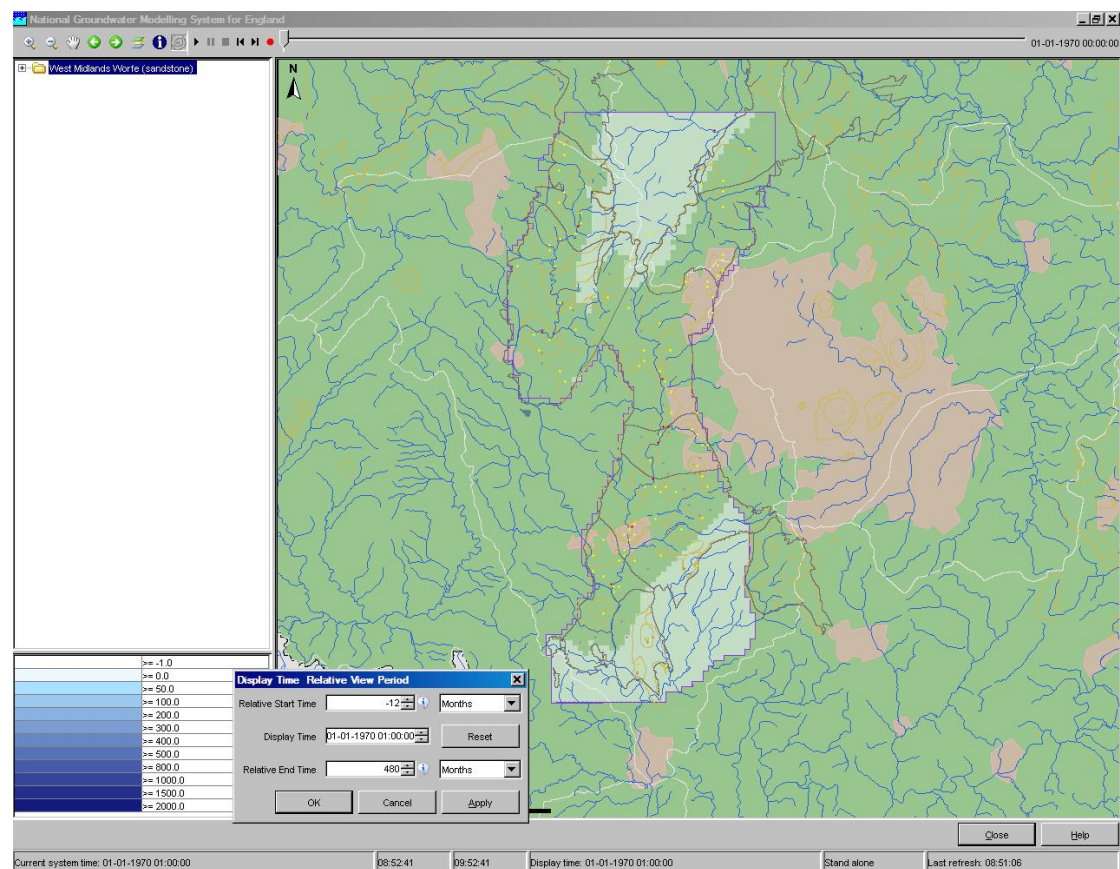 National Groundwater Modelling System for England
01-01-1970 00:00:00
West Midlands Worfe (sandstone)
N
>= -1.0
>= 0.0
>= 50.0
>= 100.0
>= 200.0
>= 300.0
>= 400.0
>= 500.0
>= 800.0
>= 1000.0
>= 1500.0
>= 2000.0
Display Time Relative View Period
Relative Start Time -12 Months
Display Time 01-01-1970 01:00:00 Reset
Relative End Time 480 Months
OK Cancel Apply
Close Help
Current system time: 01-01-1970 01:00:00 08:52:41 09:52:41 Display time: 01-01-1970 01:00:00 Stand alone Last refresh: 08:51:06